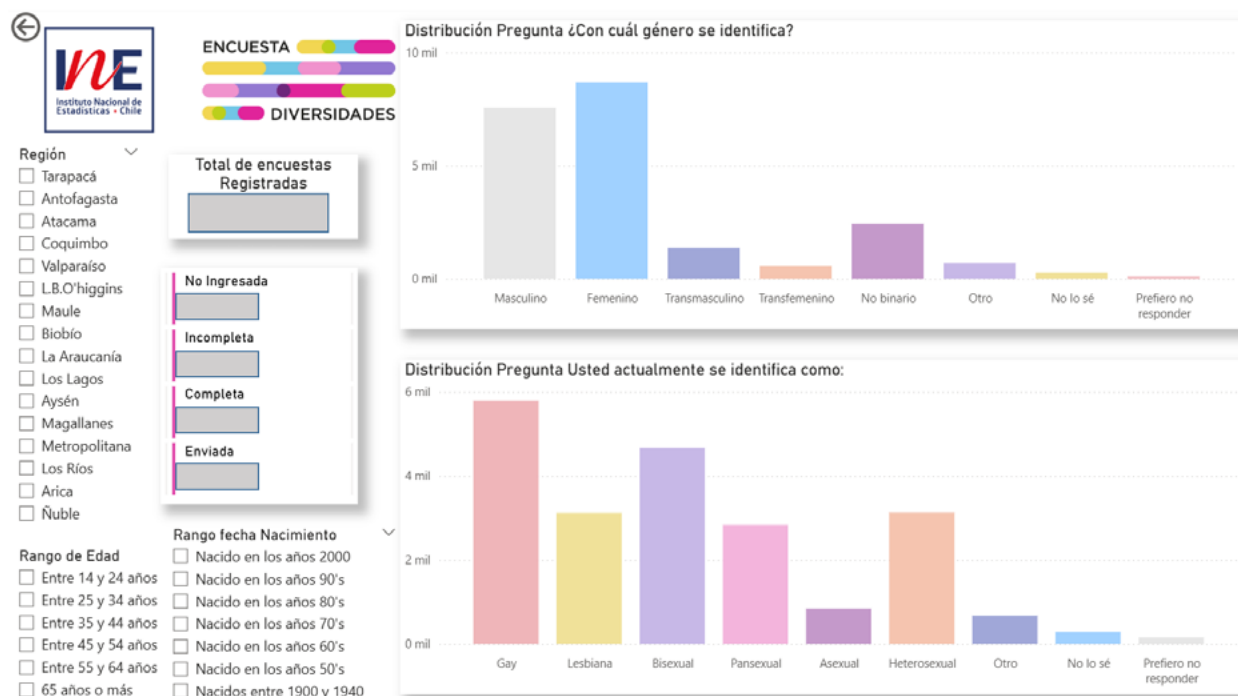 INE
Instituto Nacional de
Estadísticas • Chile
ENCUESTA
DIVERSIDADES
Región
Tarapacá
Antofagasta
Atacama
Coquimbo
Valparaíso
L.B.O'higgins
Maule
Biobío
La Araucanía
Los Lagos
Aysén
Magallanes
Metropolitana
Los Ríos
Arica
Ñuble
Rango de Edad
Entre 14 y 24 años
Entre 25 y 34 años
Entre 35 y 44 años
Entre 45 y 54 años
Entre 55 y 64 años
65 años o más
Total de encuestas
Registradas
No Ingresada
Incompleta
Completa
Enviada
Rango fecha Nacimiento
Nacido en los años 2000
Nacido en los años 90's
Nacido en los años 80's
Nacido en los años 70's
Nacido en los años 60's
Nacido en los años 50's
Nacidos entre 1900 y 1940
Distribución Pregunta ¿Con cuál género se identifica?
10 mil
5 mil
0 mil
Masculino Femenino Transmasculino Transfemenino No binario Otro No lo sé Prefiero no
responder
Distribución Pregunta Usted actualmente se identifica como:
6 mil
4 mil
2 mil
0 mil
Gay Lesbiana Bisexual Pansexual Asexual Heterosexual Otro No lo sé Prefiero no
responder